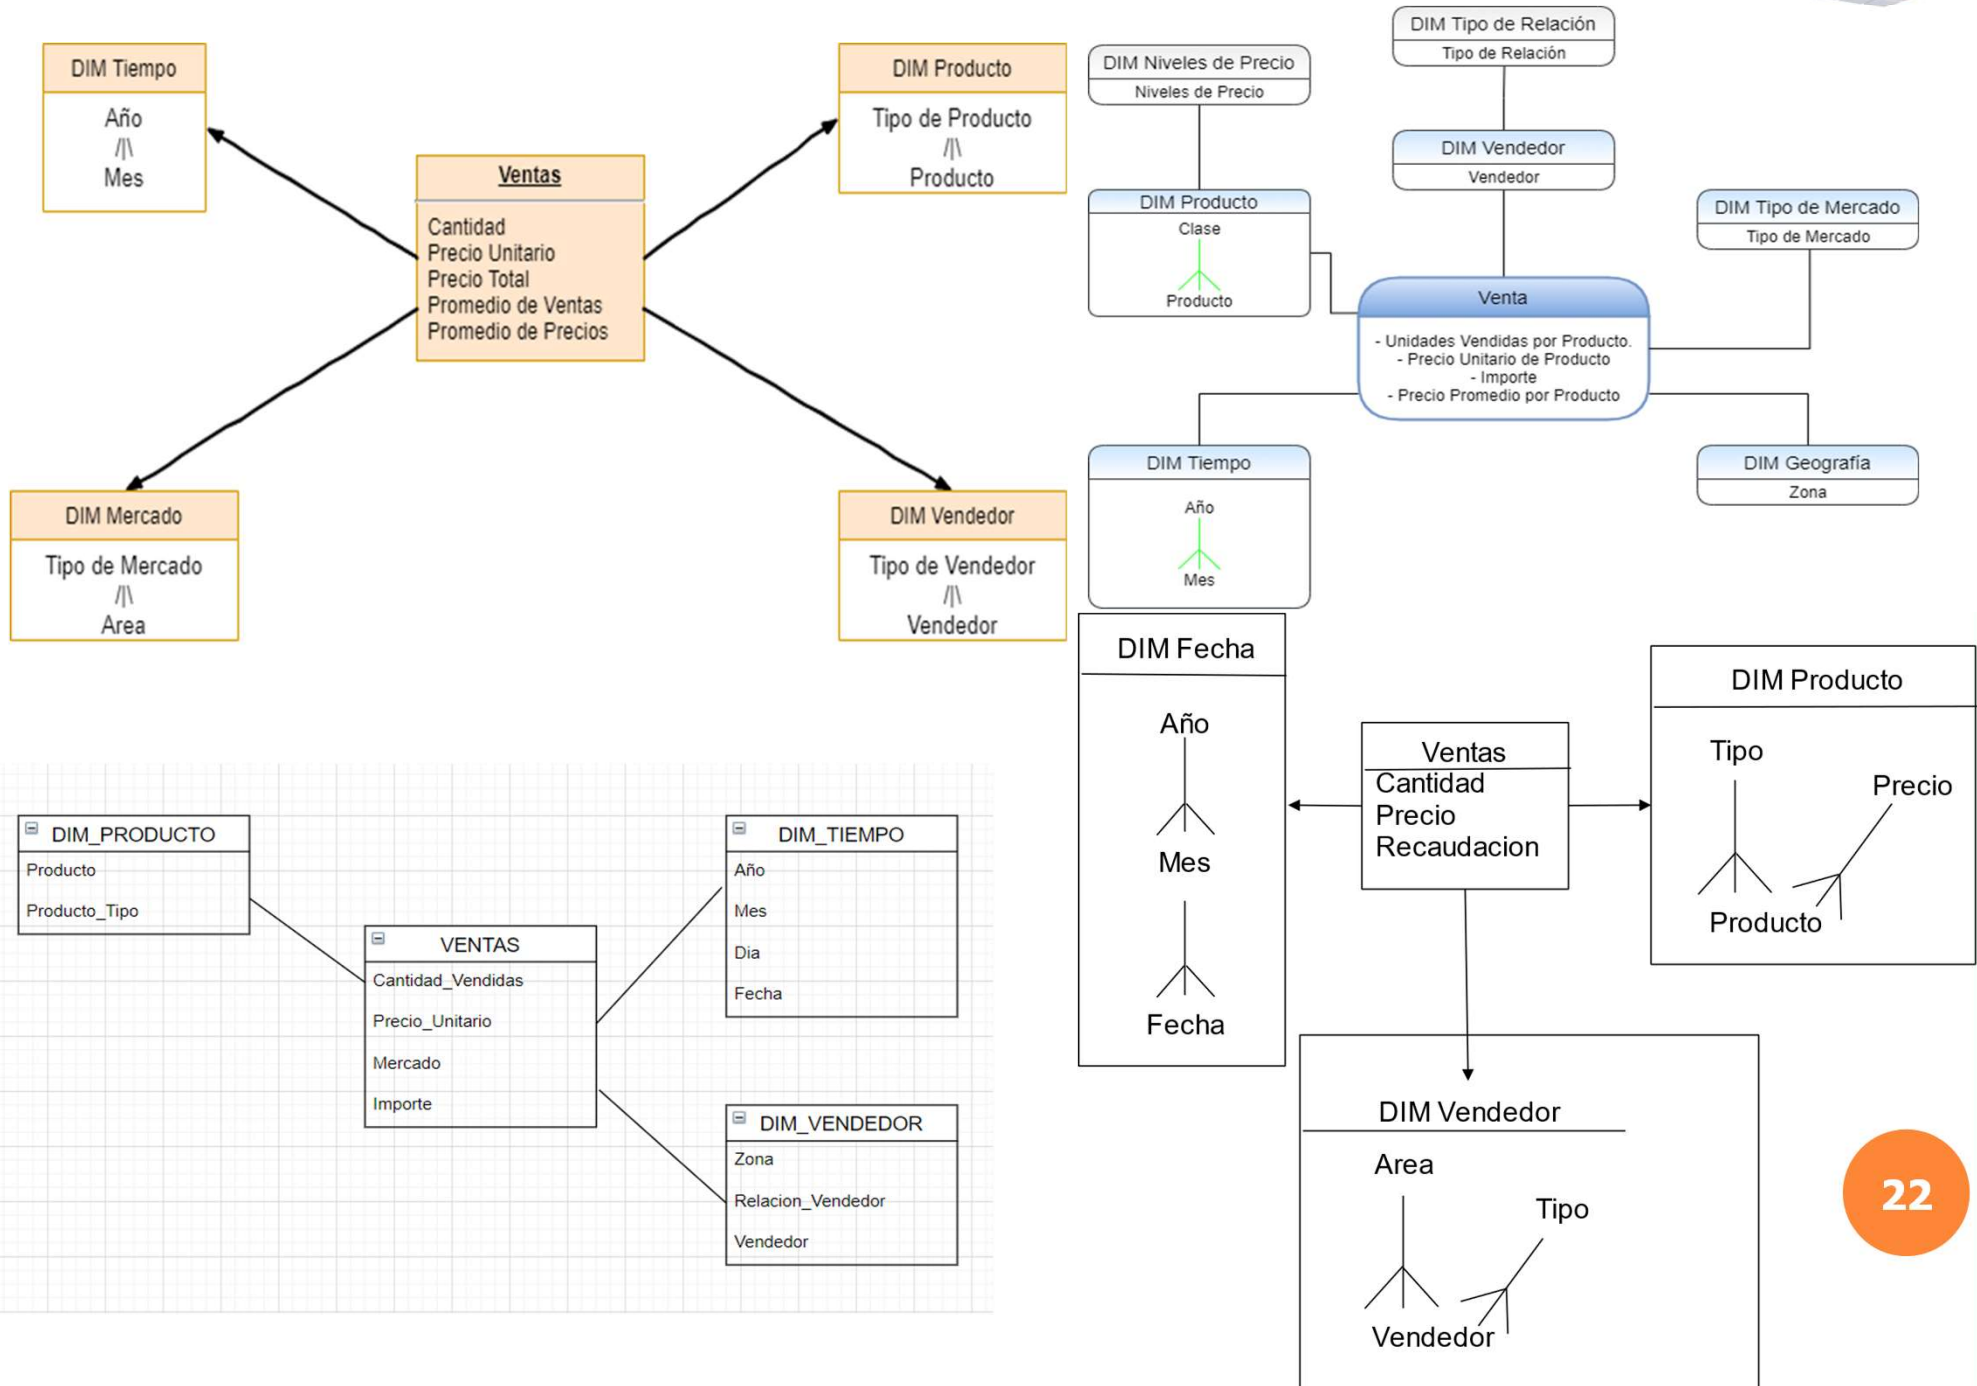 DIM Tiempo
Año
/|\
Mes
DIM Producto
Tipo de Producto
/|\
Producto
Ventas
Cantidad
Precio Unitario
Precio Total
Promedio de Ventas
Promedio de Precios
DIM Mercado
Tipo de Mercado
/|\
Area
DIM Vendedor
Tipo de Vendedor
/|\
Vendedor
DIM Tipo de Relación
Tipo de Relación
DIM Niveles de Precio
Niveles de Precio
DIM Vendedor
Vendedor
DIM Producto
Clase
Producto
DIM Tipo de Mercado
Tipo de Mercado
Venta
- Unidades Vendidas por Producto.
- Precio Unitario de Producto
- Importe
- Precio Promedio por Producto
DIM Tiempo
Año
Mes
DIM Geografía
Zona
DIM_PRODUCTO
Producto
Producto_Tipo
VENTAS
Cantidad_Vendidas
Precio_Unitario
Mercado
Importe
DIM_TIEMPO
Año
Mes
Dia
Fecha
DIM_VENDEDOR
Zona
Relacion_Vendedor
Vendedor
DIM Fecha
Año
Mes
Fecha
Ventas
Cantidad
Precio
Recaudacion
DIM Producto
Tipo
Precio
Producto
DIM Vendedor
Area
Tipo
Vendedor
22